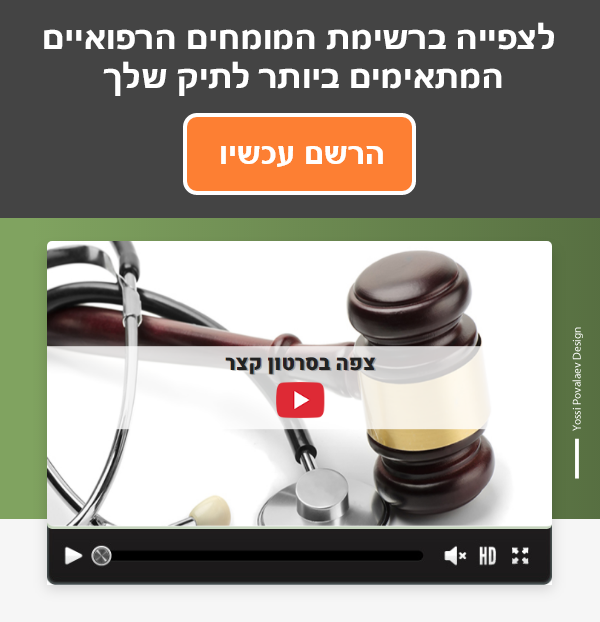 לצפייה ברשימת המומחים הרפואיים
המתאימים ביותר לתיק שלך
הרשם עכשיו
צפה בסרטון קצר
Yossi Povalaev Design
HD